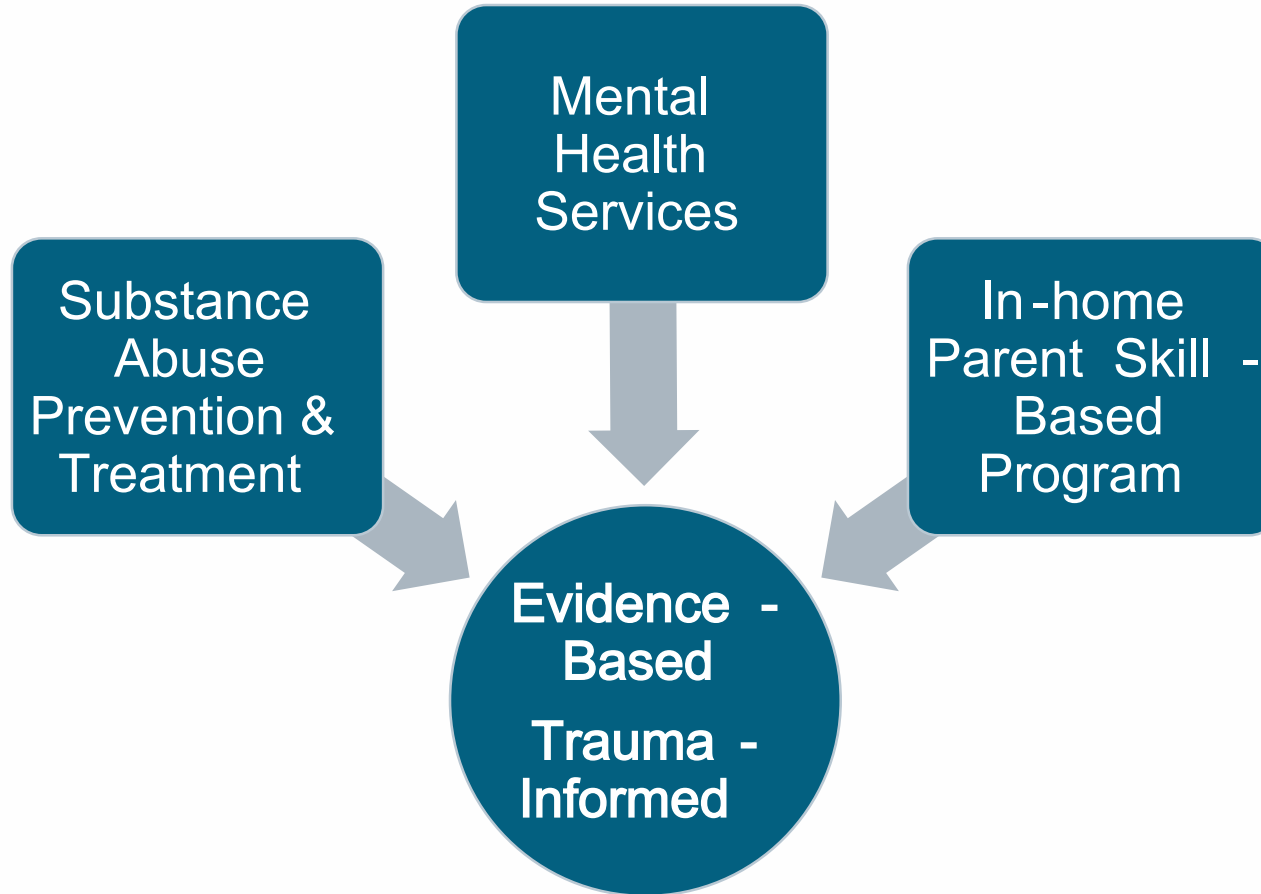 Mental
Health
Services
Substance
Abuse
Prevention &
Treatment
In-home
Parent Skill -
Based
Program
Evidence -
Based
Trauma -
Informed